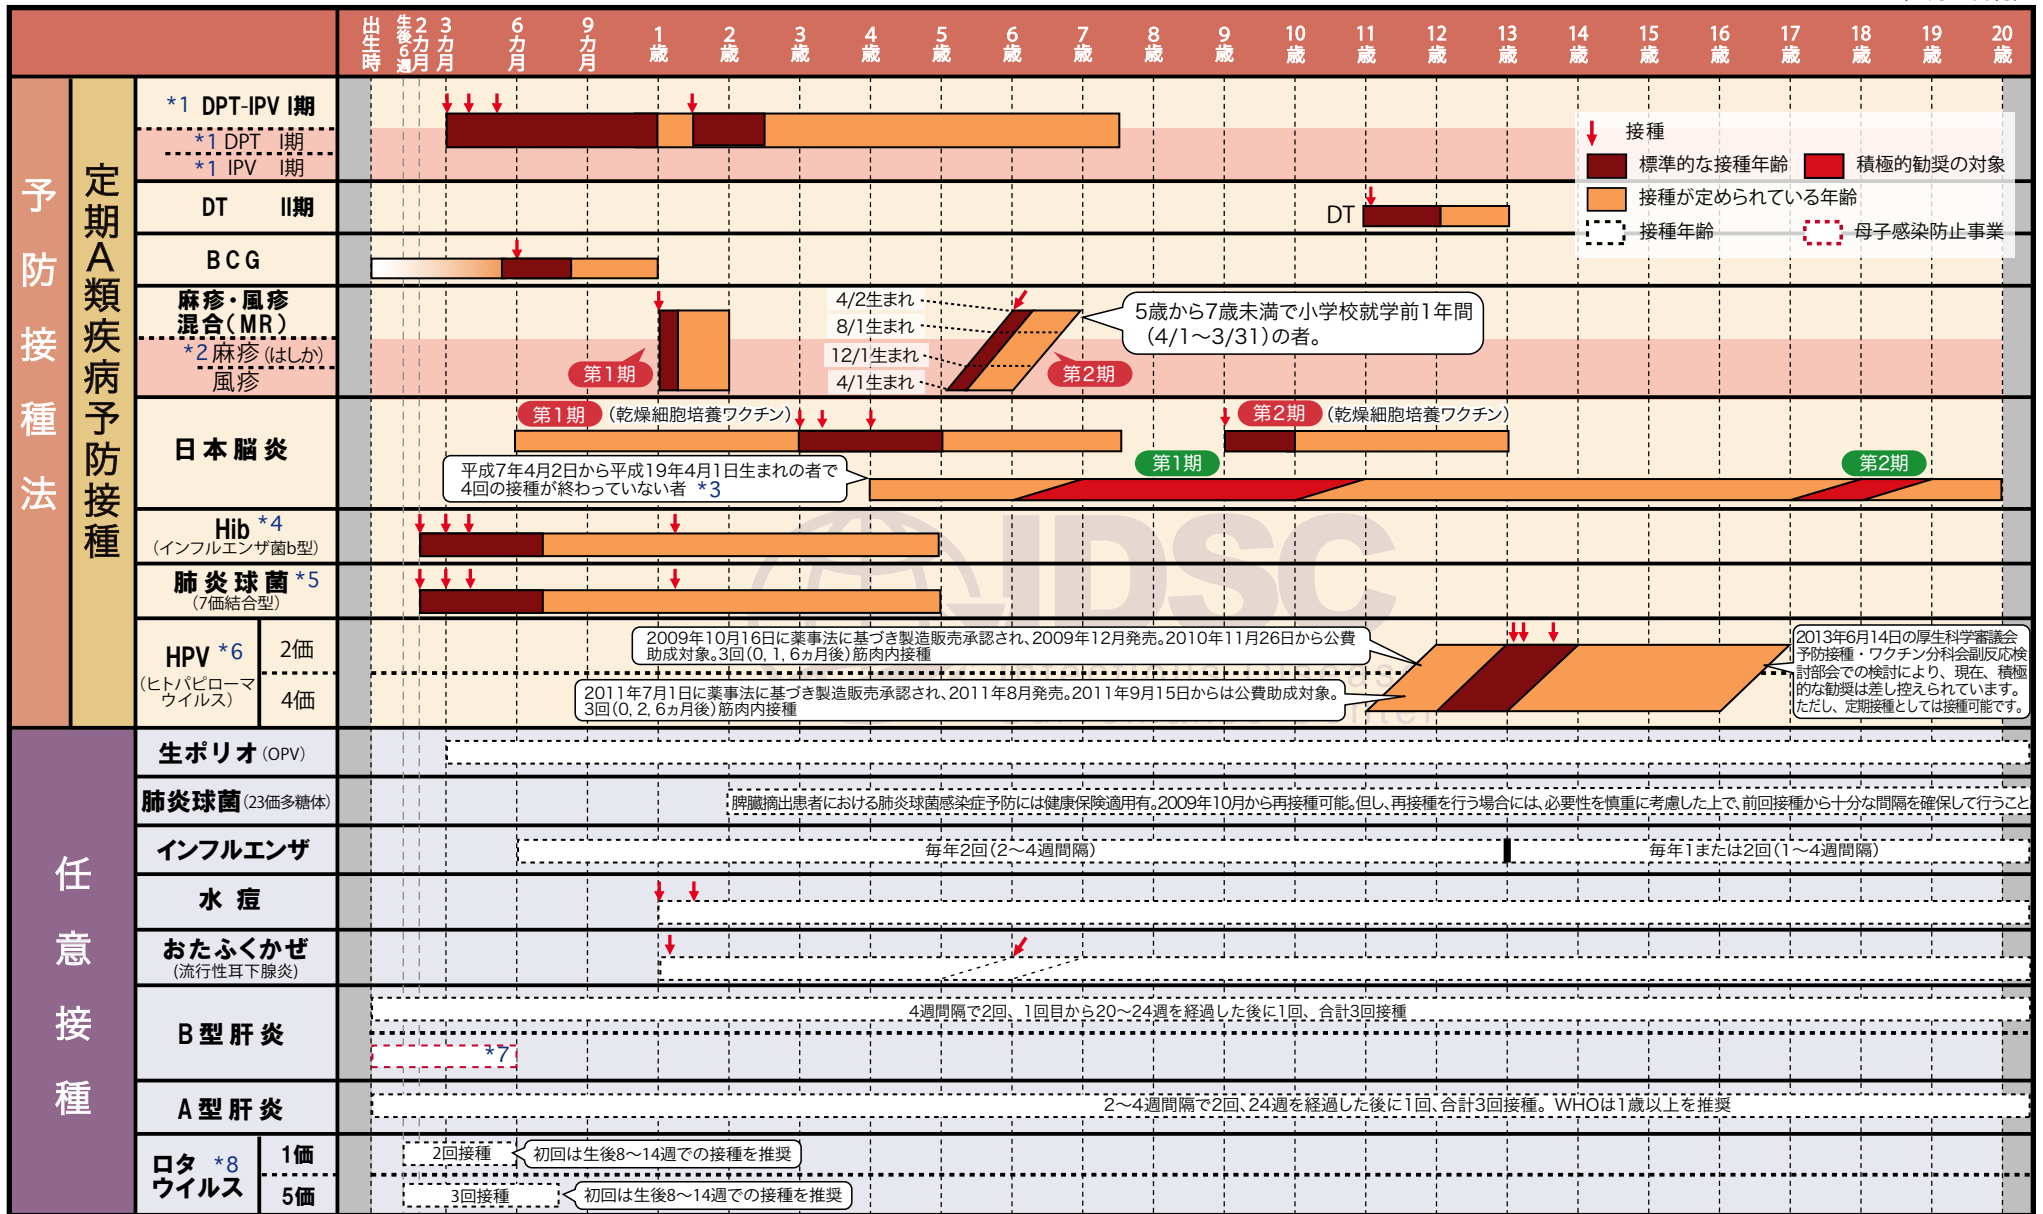 出生時
生後6週
2カ月
3カ月
6カ月
9カ月
1歳
2歳
3歳
4歳
5歳
6歳
7歳
8歳
9歳
10歳
11歳
12歳
13歳
14歳
15歳
16歳
17歳
18歳
19歳
20歳
予防接種法
定期A類疾病予防接種
*1 DPT-IPV I期
*1 DPT I期
*1 IPV I期
接種
標準的な接種年齢
積極的勧奨の対象
接種が定められている年齢
接種年齢
母子感染防止事業
DT II期
DT
BCG
麻疹・風疹
混合(MR)
*2 麻疹(はしか)
風疹
第1期
4/2生まれ
8/1生まれ
12/1生まれ
4/1生まれ
5歳から7歳未満で小学校就学前1年間
(4/1〜3/31)の者。
第2期
日本脳炎
第1期 (乾燥細胞培養ワクチン)
第2期 (乾燥細胞培養ワクチン)
平成7年4月2日から平成19年4月1日生まれの者で
4回の接種が終わっていない者 *3
第1期
第2期
Hib *4
(インフルエンザ菌b型)
肺炎球菌 *5
(7価結合型)
IDSC
HPV *6
(ヒトパピローマ
ウイルス)
2価
4価
2009年10月16日に薬事法に基づき製造販売承認され、2009年12月発売。2010年11月26日から公費
助成対象。3回(0, 1, 6ヵ月後)筋肉内接種
2011年7月1日に薬事法に基づき製造販売承認され、2011年8月発売。2011年9月15日からは公費助成対象。
3回(0, 2, 6ヵ月後)筋肉内接種
2013年6月14日の厚生科学審議会
予防接種・ワクチン分科会副反応検
討部会での検討により、現在、積極
的な勧奨は差し控えられています。
ただし、定期接種としては接種可能です。
任意接種
生ポリオ(OPV)
肺炎球菌(23価多糖体)
脾臓摘出患者における肺炎球菌感染症予防には健康保険適用有。2009年10月から再接種可能。但し、再接種を行う場合には、必要性を慎重に考慮した上で、前回接種から十分な間隔を確保して行うこと
インフルエンザ
毎年2回(2〜4週間隔)
毎年1または2回(1〜4週間隔)
水痘
おたふくかぜ
(流行性耳下腺炎)
B型肝炎
4週間隔で2回、1回目から20〜24週を経過した後に1回、合計3回接種
*7
A型肝炎
2〜4週間隔で2回、24週を経過した後に1回、合計3回接種。WHOは1歳以上を推奨
ロタ *8
ウイルス
1価
2回接種
初回は生後8〜14週での接種を推奨
5価
3回接種
初回は生後8〜14週での接種を推奨